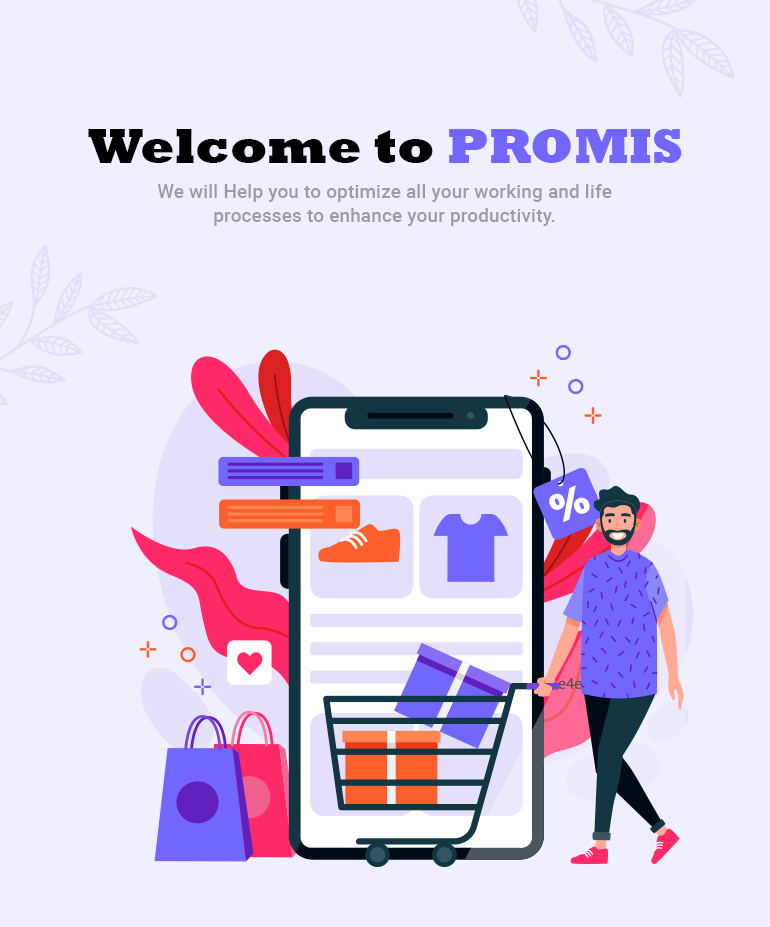 Welcome to PROMIS
We will Help you to optimize all your working and life
processes to enhance your productivity.
%
e4e